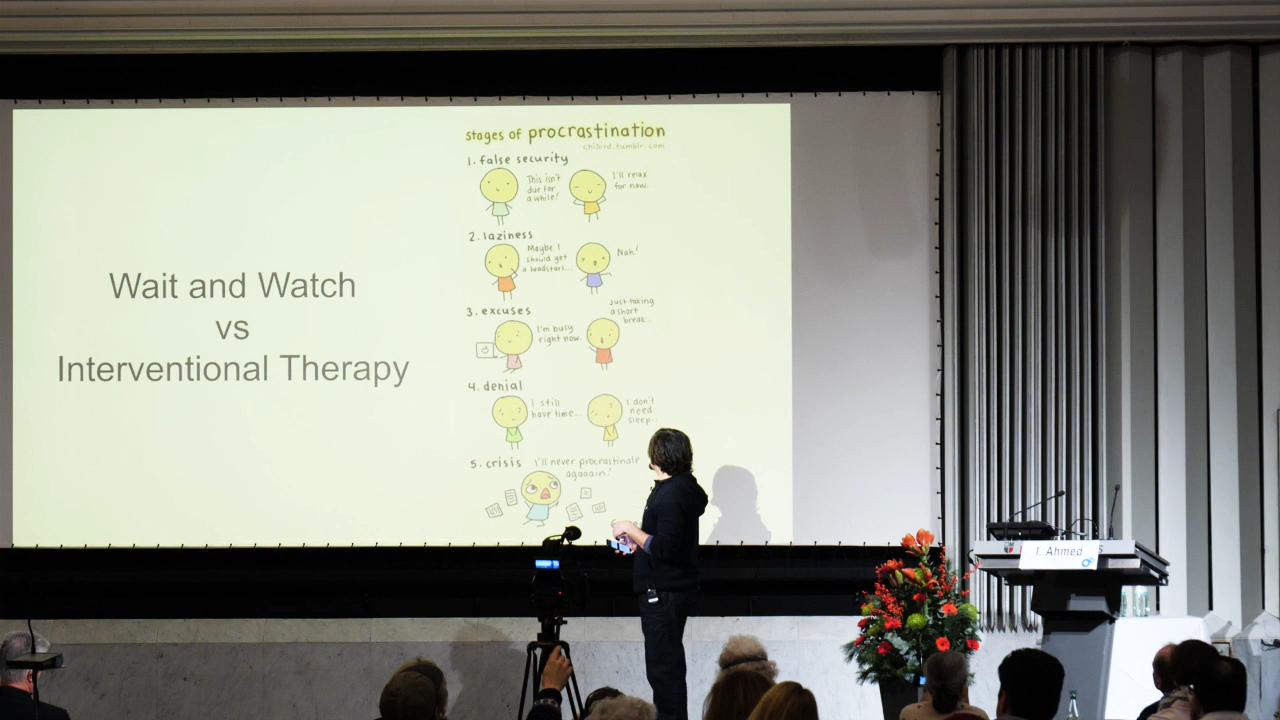 Wait and Watch
vs
Interventional Therapy
stages of procrastination
chibird.tumblr.com
1. false security
This isn't
due for
a while!
I'll relax
for now.
2. laziness
Maybe I
should get
a headstart...
Nah!
3. excuses
I'm busy
right now.
Just taking
a short
break...
4. denial
I still
have time...
I don't
need
sleep...
5. crisis
I'll never procrastinate
agaaain!
I. Ahmed